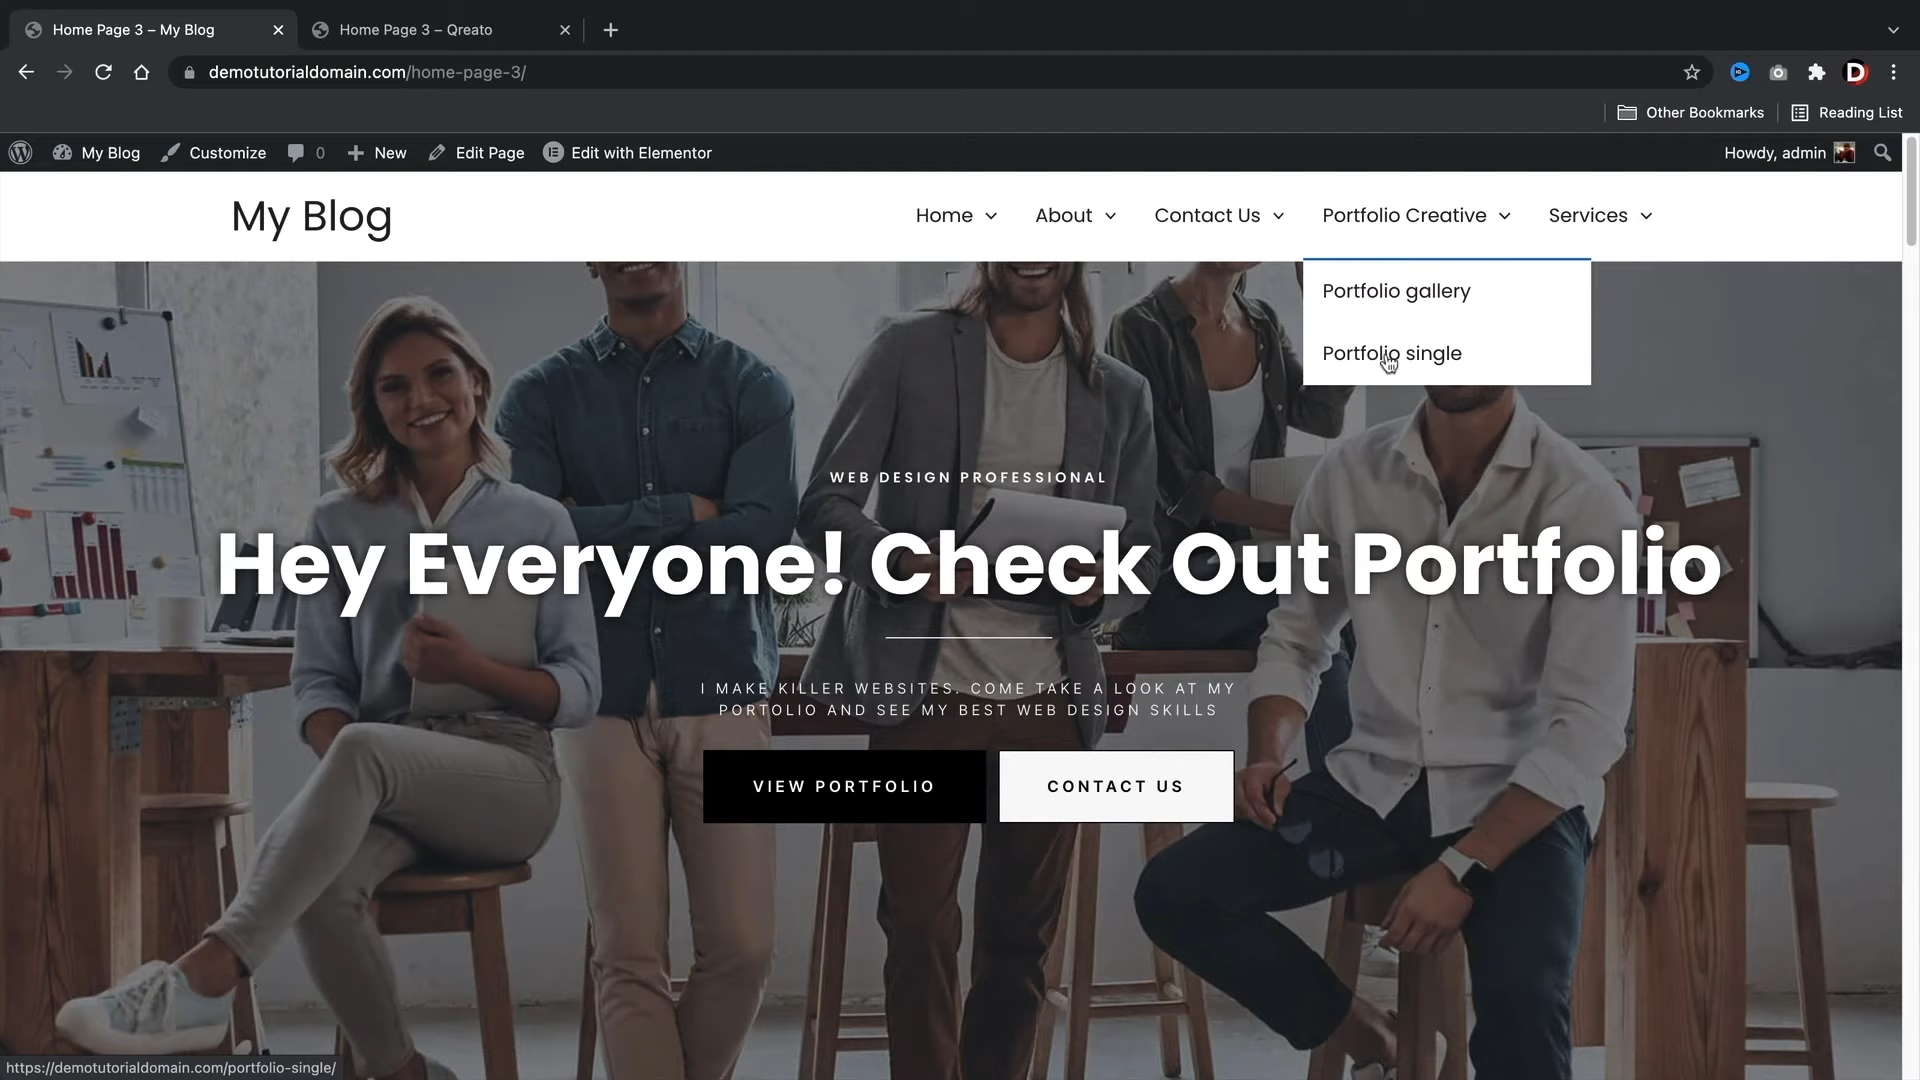 Home Page 3 – My Blog
Home Page 3 – Qreato
demotutorialdomain.com/home-page-3/
Other Bookmarks
Reading List
My Blog
Customize
0
New
Edit Page
Edit with Elementor
Howdy, admin
My Blog
Home
About
Contact Us
Portfolio Creative
Services
Portfolio gallery
Portfolio single
WEB DESIGN PROFESSIONAL
Hey Everyone! Check Out Portfolio
I MAKE KILLER WEBSITES. COME TAKE A LOOK AT MY
PORTOLIO AND SEE MY BEST WEB DESIGN SKILLS
VIEW PORTFOLIO
CONTACT US
https://demotutorialdomain.com/portfolio-single/